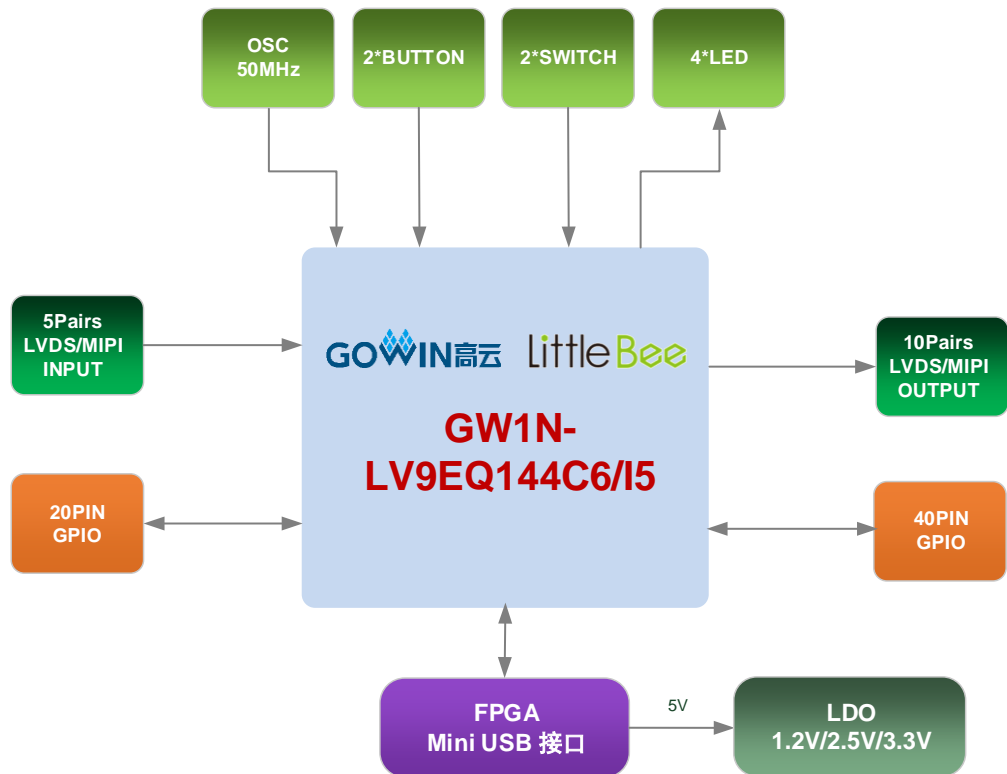 OSC
50MHz
2*BUTTON
2*SWITCH
4*LED
5Pairs
LVDS/MIPI
INPUT
GOWIN高云
LittleBee
10Pairs
LVDS/MIPI
OUTPUT
GW1N-
LV9EQ144C6/I5
20PIN
GPIO
40PIN
GPIO
FPGA
Mini USB 接口
5V
LDO
1.2V/2.5V/3.3V